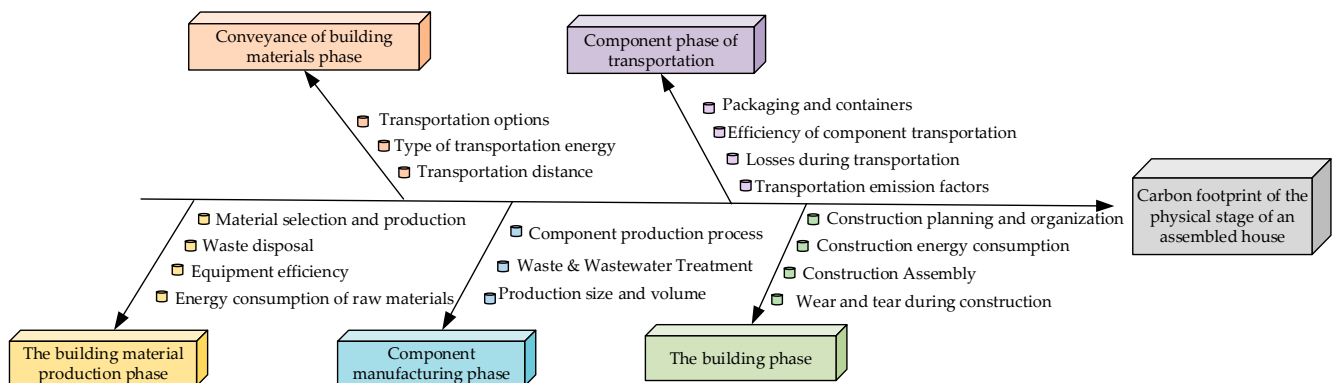 Conveyance of building
materials phase
Component phase of
transportation
Transportation options
Type of transportation energy
Transportation distance
Packaging and containers
Efficiency of component transportation
Losses during transportation
Transportation emission factors
Carbon footprint of the
physical stage of an
assembled house
Material selection and production
Waste disposal
Equipment efficiency
Energy consumption of raw materials
Component production process
Waste & Wastewater Treatment
Production size and volume
Construction planning and organization
Construction energy consumption
Construction Assembly
Wear and tear during construction
The building material
production phase
Component
manufacturing phase
The building phase